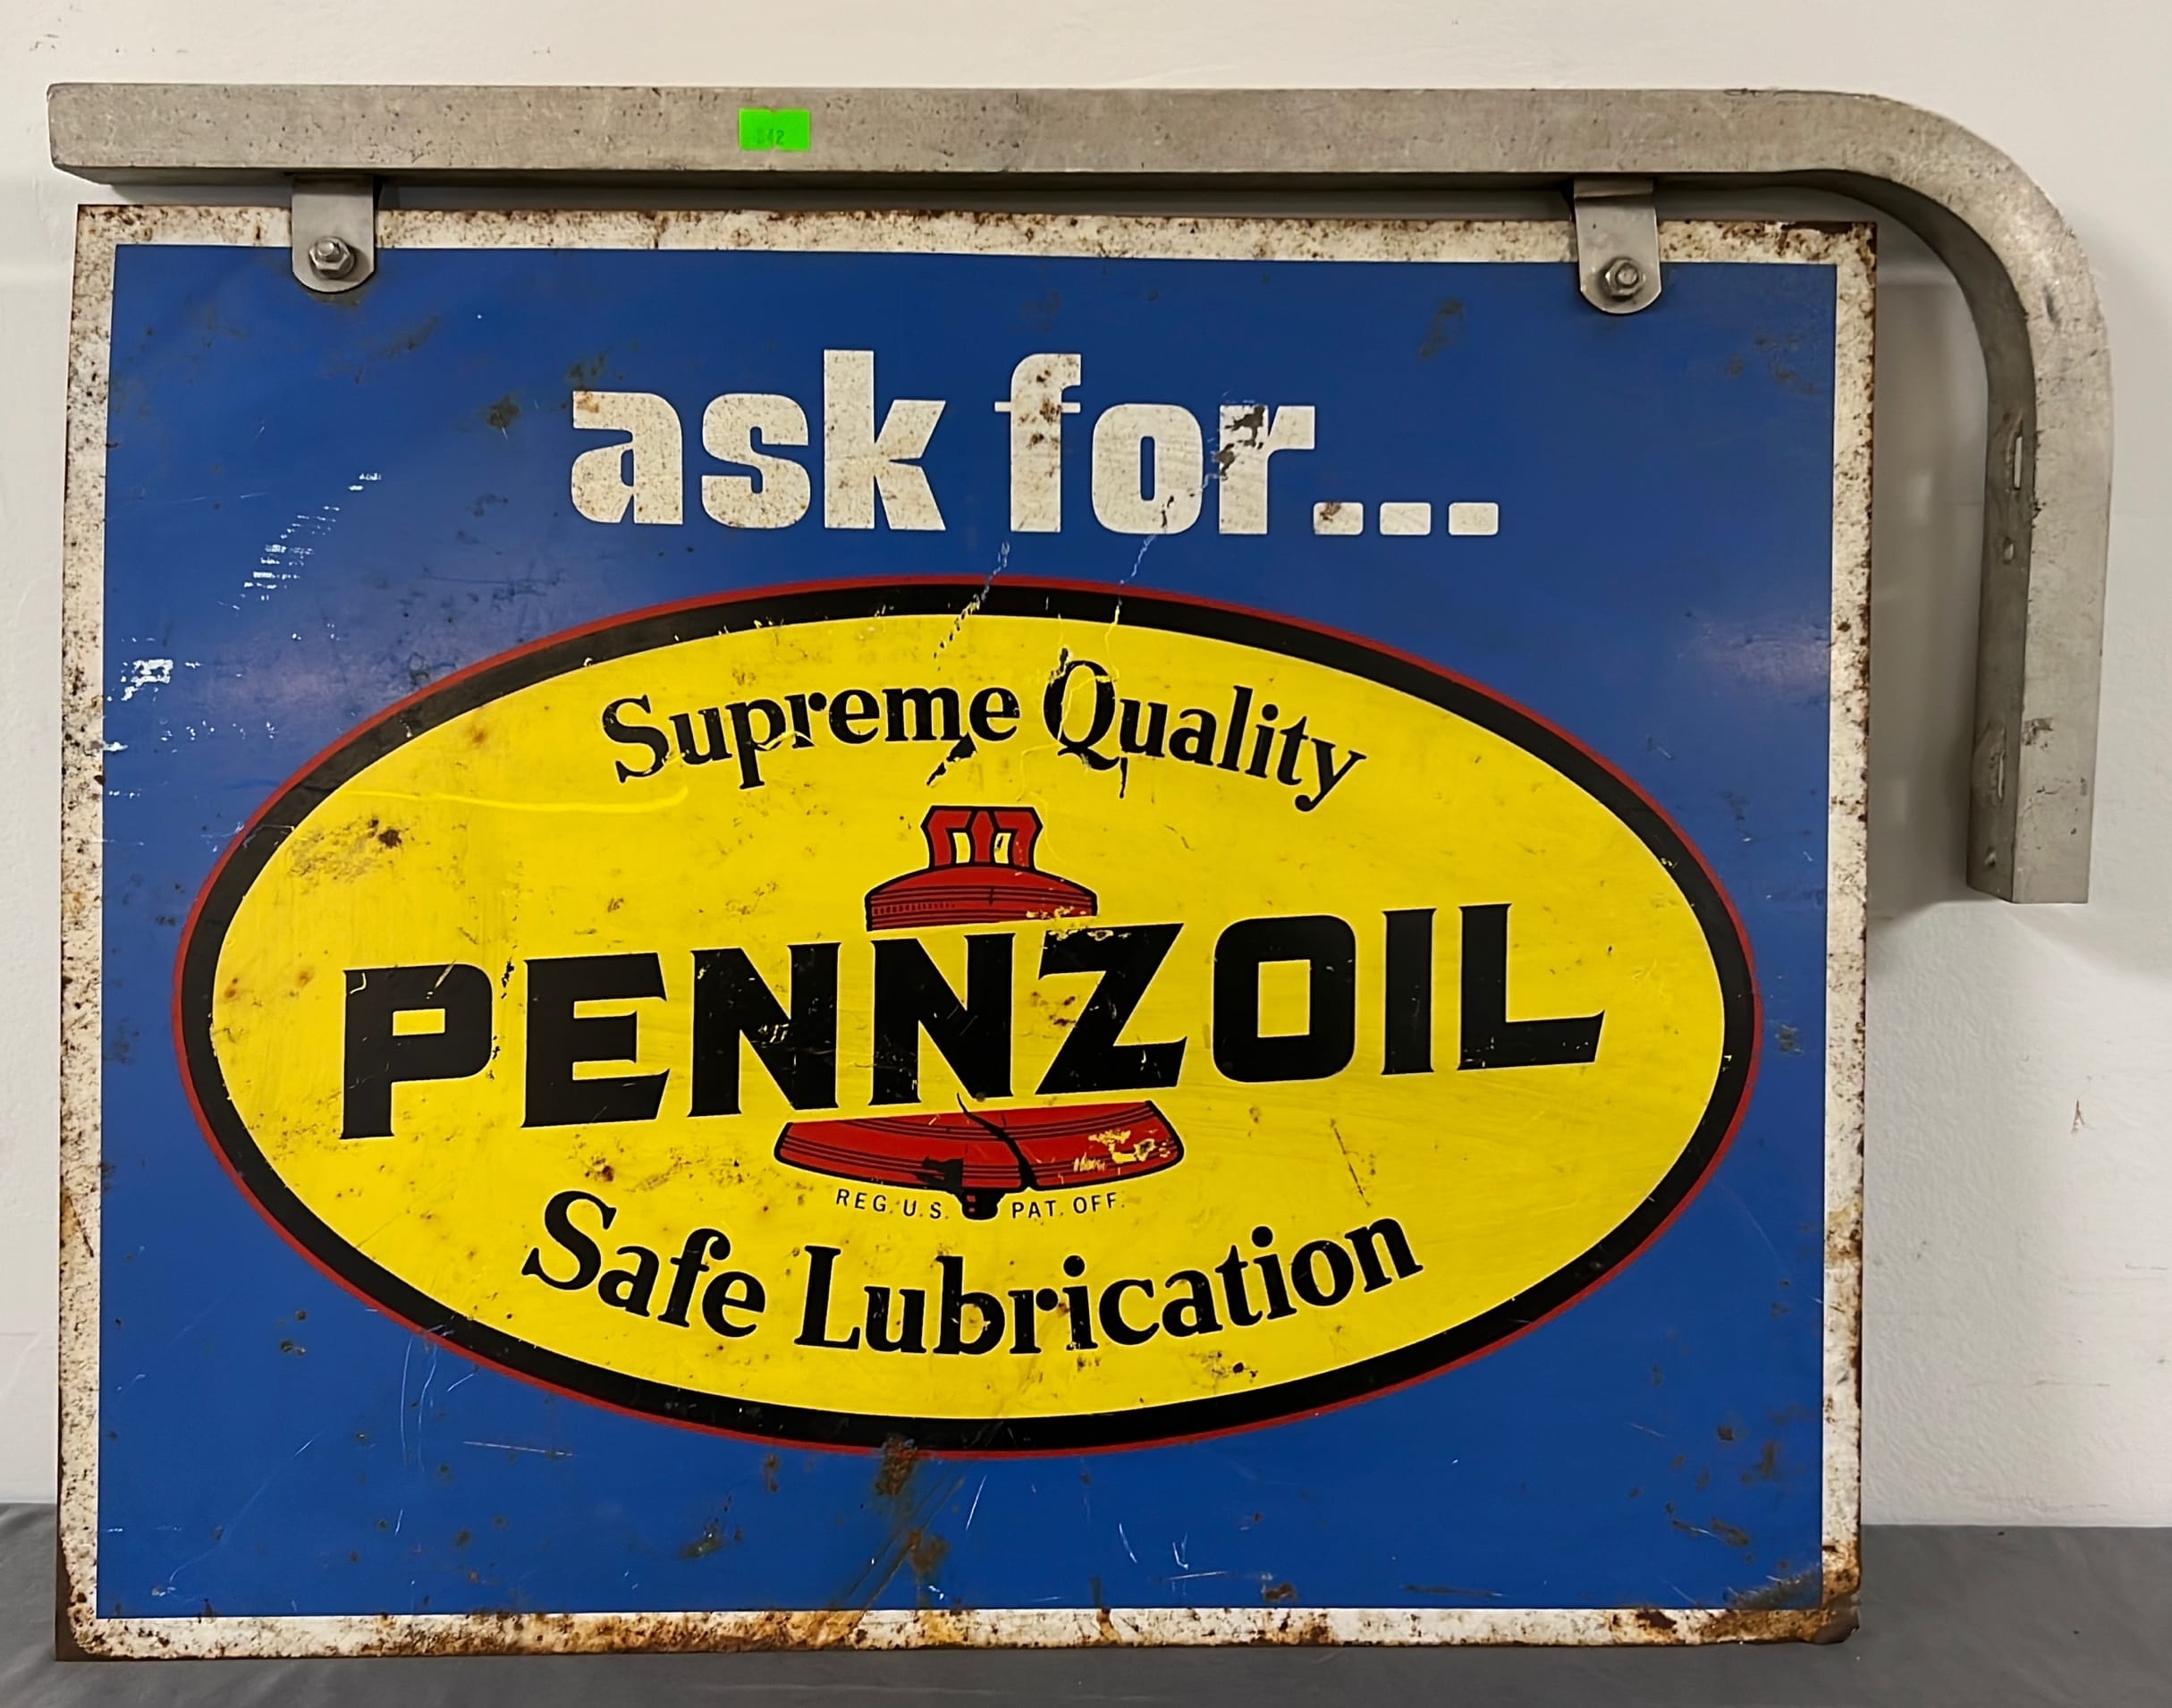 ask for...
Supreme Quality
PENNZOIL
REG. U.S. PAT. OFF.
Safe Lubrication